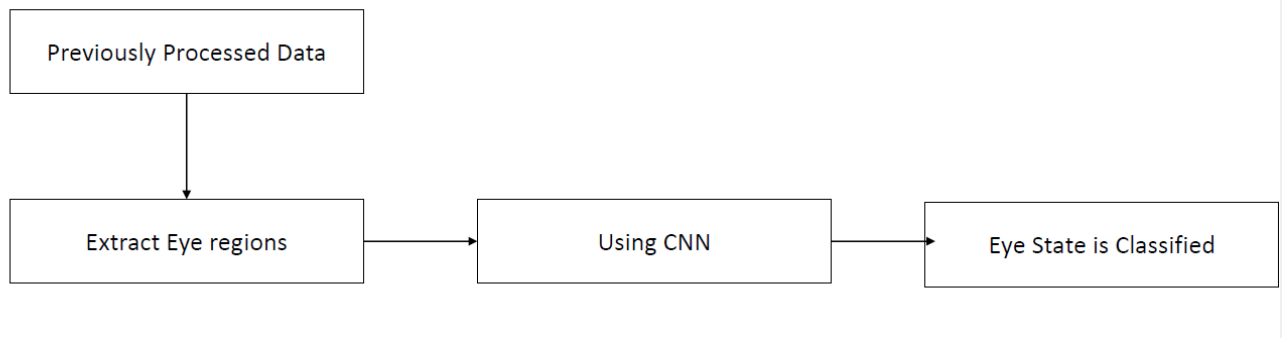 Previously Processed Data
Extract Eye regions
Using CNN
Eye State is Classified